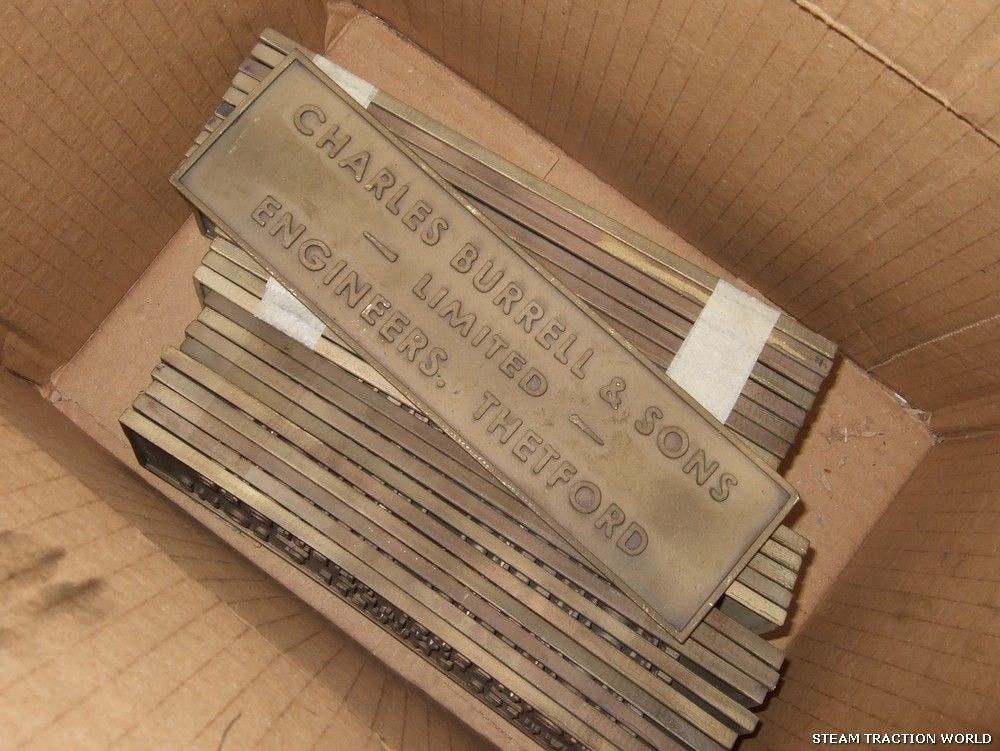 CHARLES BURRELL & SONS
— LIMITED —
ENGINEERS. THETFORD
STEAM TRACTION WORLD